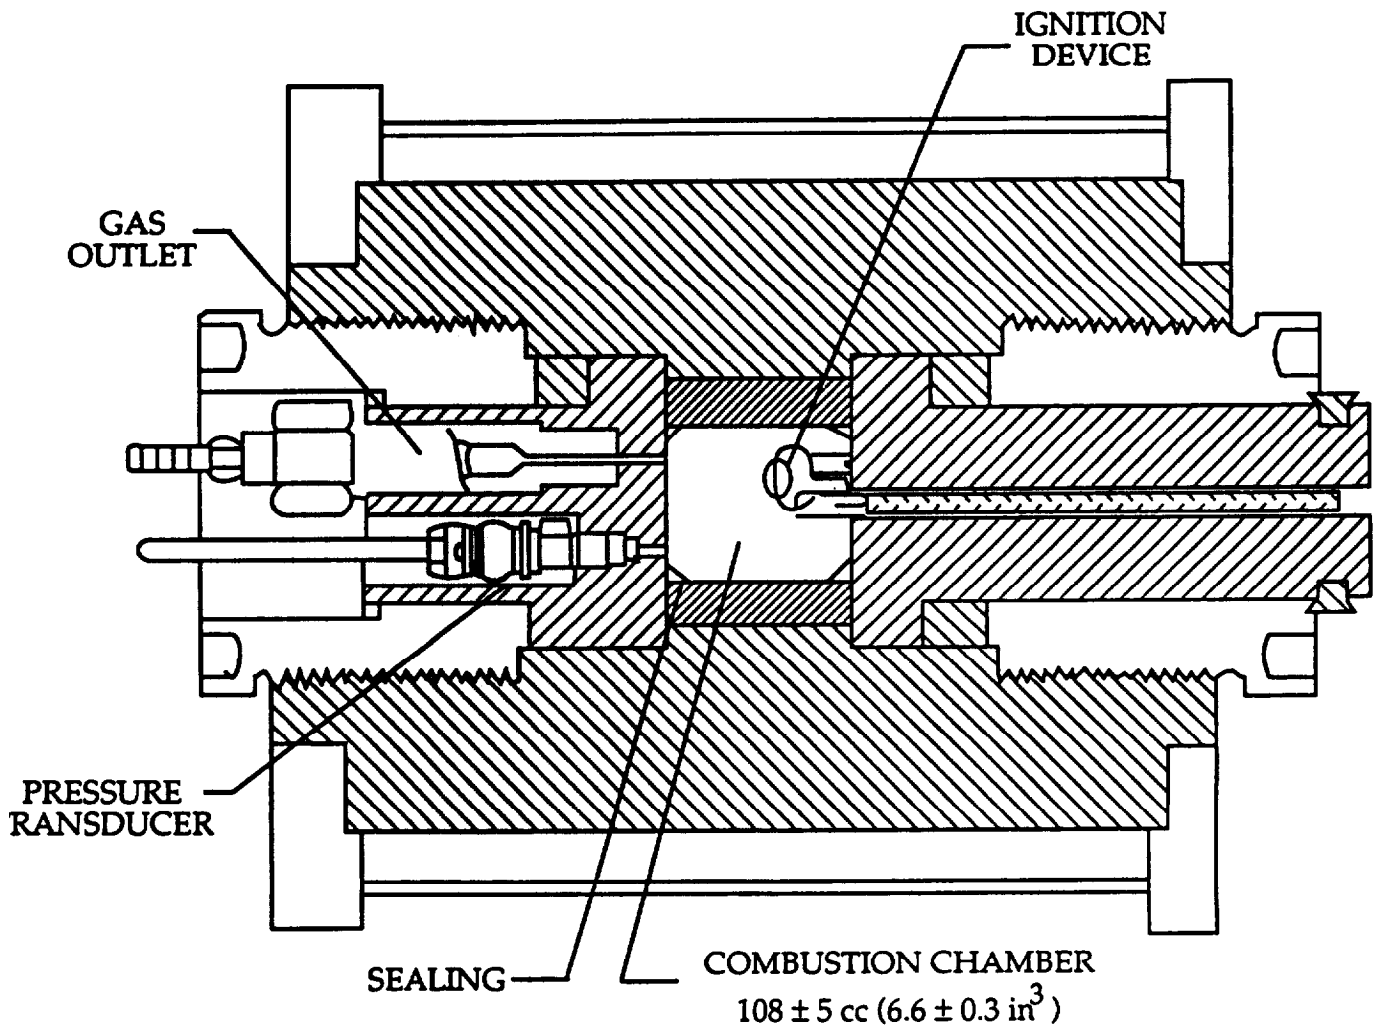 IGNITION
DEVICE
GAS
OUTLET
PRESSURE
RANSDUCER
SEALING
COMBUSTION CHAMBER
108 ± 5 cc (6.6 ± 0.3 in³)